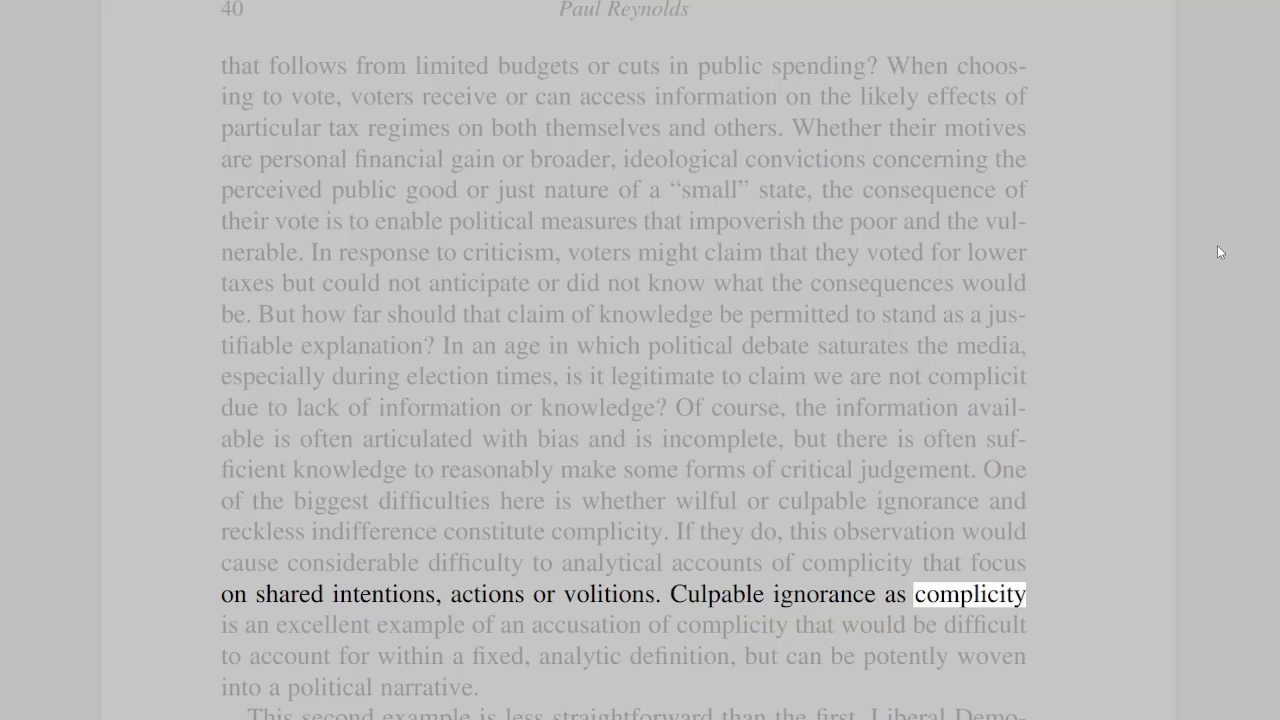 40
Paul Reynolds
that follows from limited budgets or cuts in public spending? When choos-
ing to vote, voters receive or can access information on the likely effects of
particular tax regimes on both themselves and others. Whether their motives
are personal financial gain or broader, ideological convictions concerning the
perceived public good or just nature of a “small” state, the consequence of
their vote is to enable political measures that impoverish the poor and the vul-
nerable. In response to criticism, voters might claim that they voted for lower
taxes but could not anticipate or did not know what the consequences would
be. But how far should that claim of knowledge be permitted to stand as a jus-
tifiable explanation? In an age in which political debate saturates the media,
especially during election times, is it legitimate to claim we are not complicit
due to lack of information or knowledge? Of course, the information avail-
able is often articulated with bias and is incomplete, but there is often suf-
ficient knowledge to reasonably make some forms of critical judgement. One
of the biggest difficulties here is whether wilful or culpable ignorance and
reckless indifference constitute complicity. If they do, this observation would
cause considerable difficulty to analytical accounts of complicity that focus
on shared intentions, actions or volitions. Culpable ignorance as complicity
is an excellent example of an accusation of complicity that would be difficult
to account for within a fixed, analytic definition, but can be potently woven
into a political narrative.
This second example is less straightforward than the first. Liberal Demo-